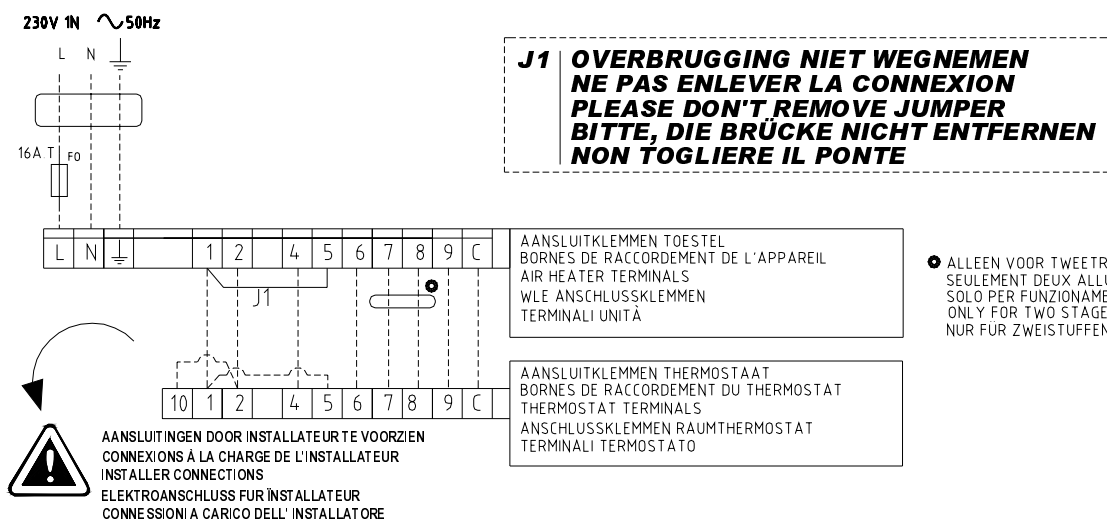 230V 1N 50Hz
L N
16A.T F0
J1 OVERBRUGGING NIET WEGNEMEN
NE PAS ENLEVER LA CONNEXION
PLEASE DON'T REMOVE JUMPER
BITTE, DIE BRÜCKE NICHT ENTFERNEN
NON TOGLIERE IL PONTE
L N 1 2 4 5 6 7 8 9 C
AANSLUITKLEMMEN TOESTEL
BORNES DE RACCORDEMENT DE L'APPAREIL
AIR HEATER TERMINALS
WLE ANSCHLUSSKLEMMEN
TERMINALI UNITÀ
ALLEEN VOOR TWEETR
SEULEMENT DEUX ALLU
SOLO PER FUNZIONAME
ONLY FOR TWO STAGE
NUR FÜR ZWEISTUFFEN
J1
10 1 2 4 5 6 7 8 9 C
AANSLUITKLEMMEN THERMOSTAAT
BORNES DE RACCORDEMENT DU THERMOSTAT
THERMOSTAT TERMINALS
ANSCHLUSSKLEMMEN RAUMTHERMOSTAT
TERMINALI TERMOSTATO
AANSLUITINGEN DOOR INSTALLATEUR TE VOORZIEN
CONNEXIONS À LA CHARGE DE L'INSTALLATEUR
INSTALLER CONNECTIONS
ELEKTROANSCHLUSS FUR ÏNSTALLATEUR
CONNESSIONI A CARICO DELL' INSTALLATORE